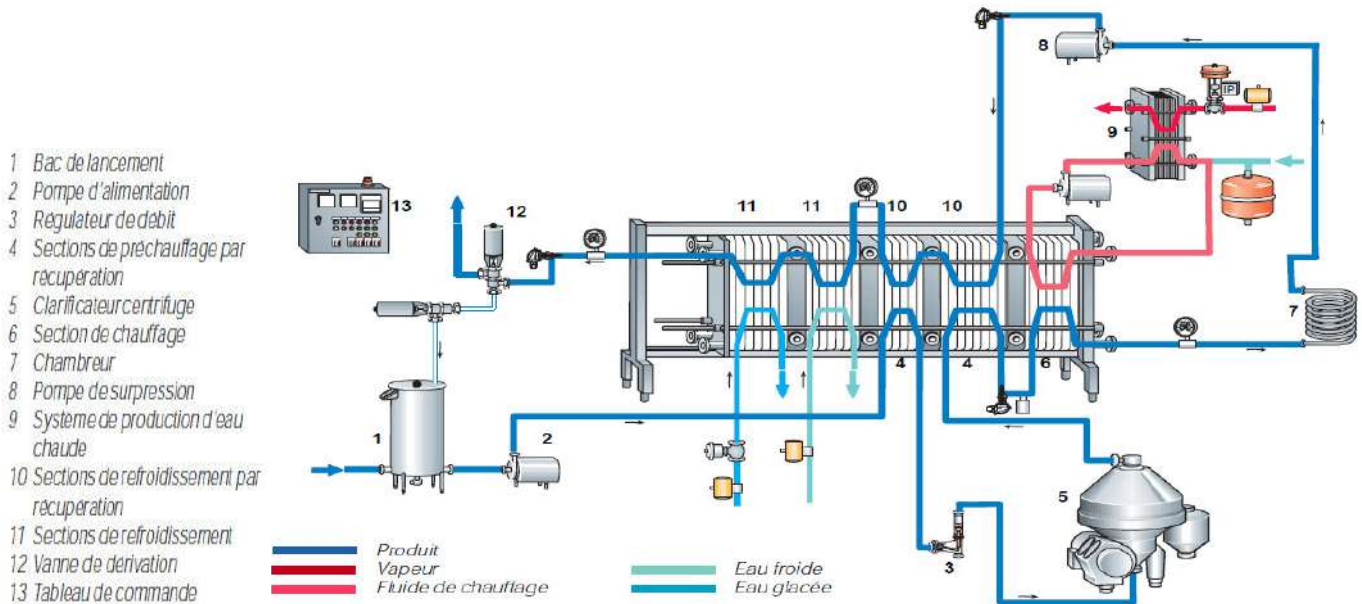 8
IP
9
1 Bac de lancement
2 Pompe d'alimentation
3 Régulateur de débit
4 Sections de préchauffage par
récupération
5 Clarificateur centrifuge
6 Section de chauffage
7 Chambreur
8 Pompe de surpression
9 Système de production d'eau
chaude
10 Sections de refroidissement par
récupération
11 Sections de refroidissement
12 Vanne de dérivation
13 Tableau de commande
13
12
11 11 10 10
7
4 4 6
1
2
5
3
Produit
Vapeur
Fluide de chauffage
Eau froide
Eau glacée